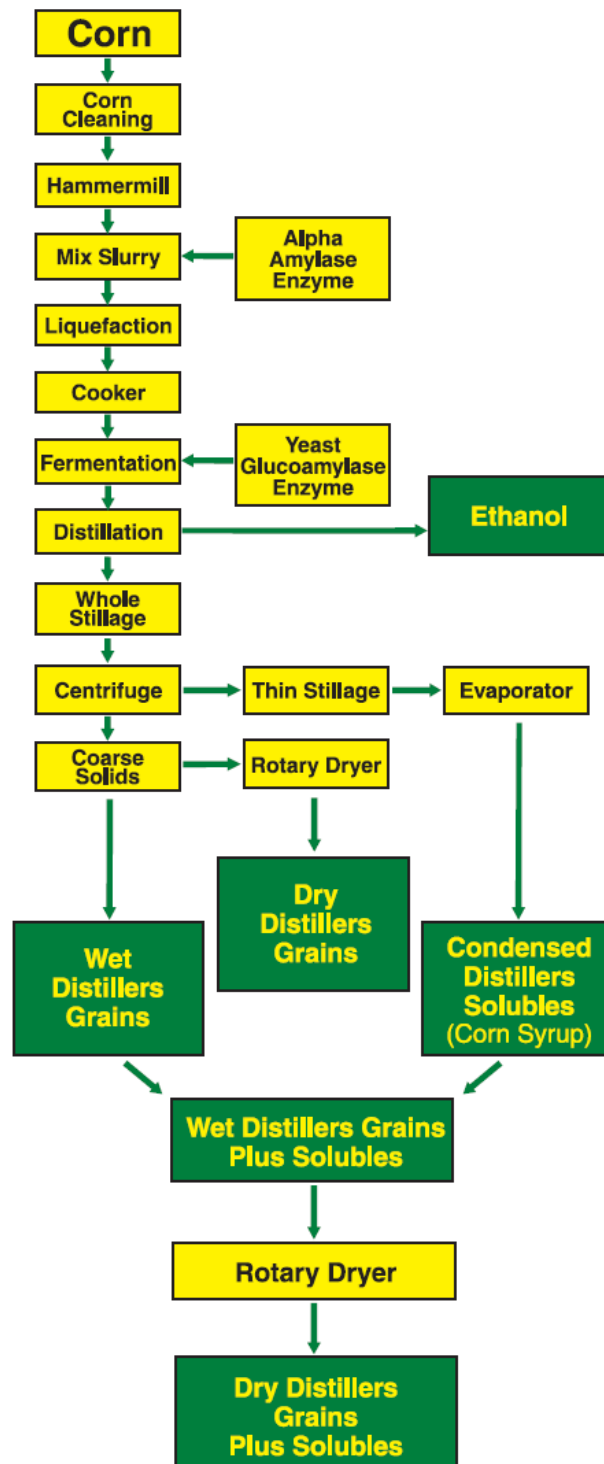 Corn
Corn
Cleaning
Hammermill
Mix Slurry
Alpha
Amylase
Enzyme
Liquefaction
Cooker
Fermentation
Yeast
Glucoamylase
Enzyme
Distillation
Ethanol
Whole
Stillage
Centrifuge
Thin Stillage
Evaporator
Coarse
Solids
Rotary Dryer
Dry
Distillers
Grains
Wet
Distillers
Grains
Condensed
Distillers
Solubles
(Corn Syrup)
Wet Distillers Grains
Plus Solubles
Rotary Dryer
Dry Distillers
Grains
Plus Solubles